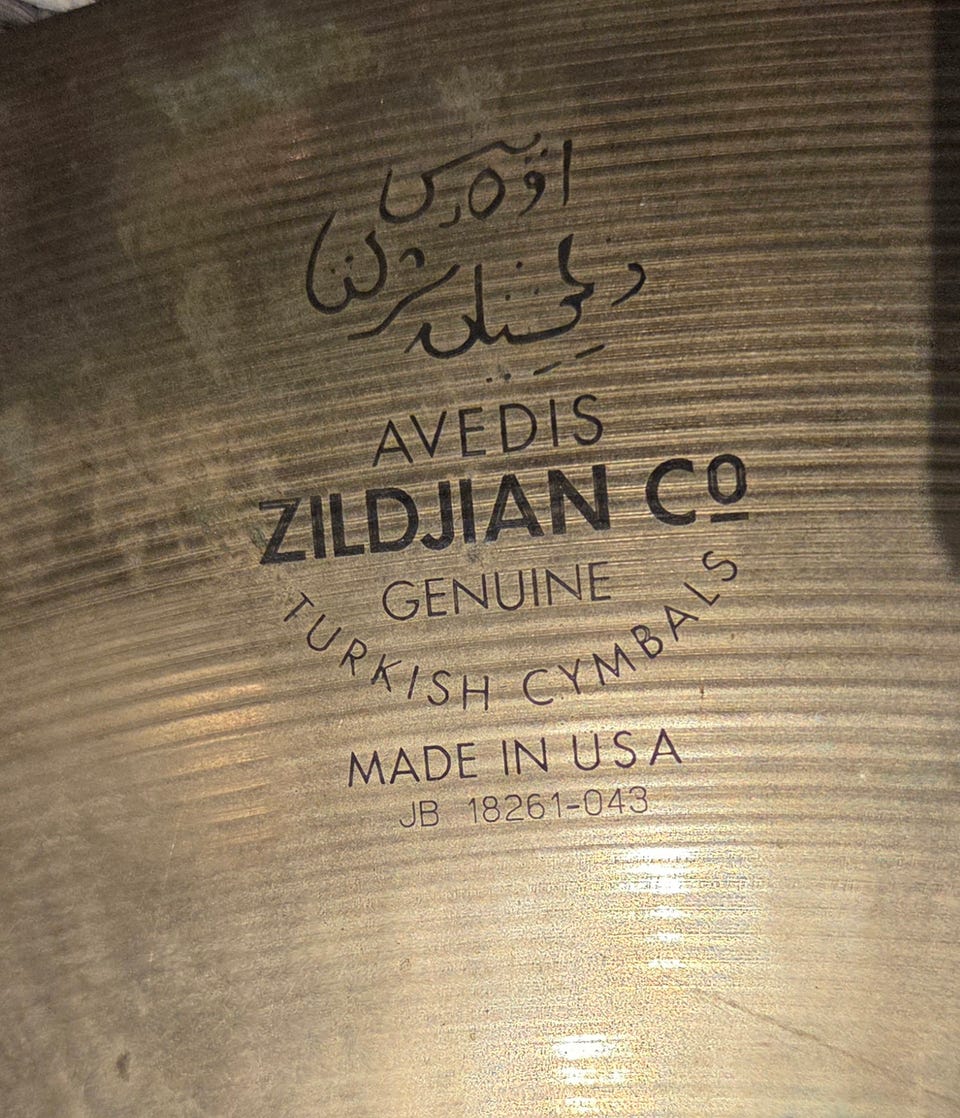 AVEDIS
ZILDJIAN Co
GENUINE
TURKISH CYMBALS
MADE IN USA
JB 18261-043